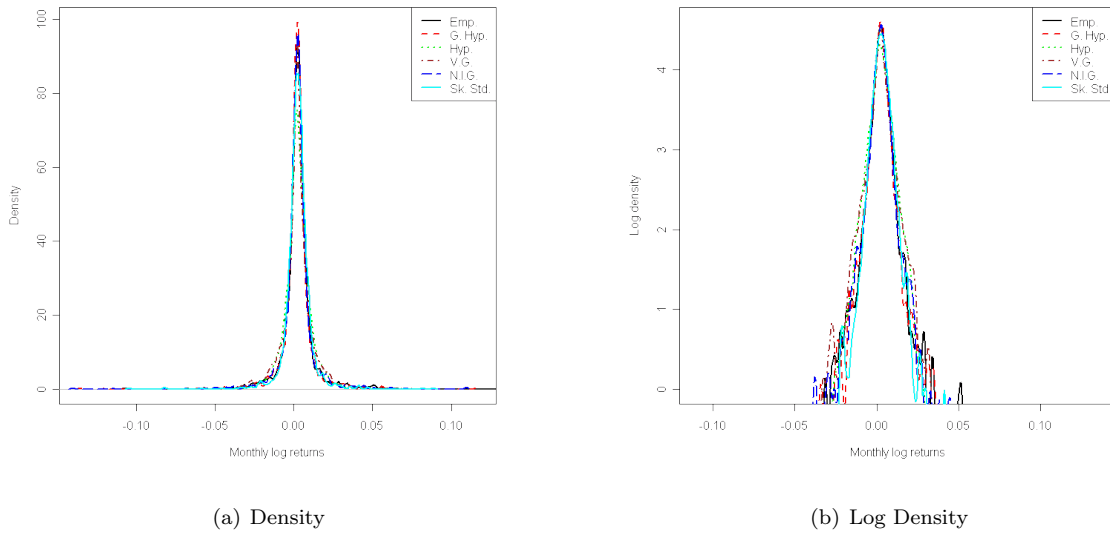 Density
100
80
60
40
20
0
Emp.
G. Hyp.
Hyp.
V.G.
N.I.G.
Sk. Std.
-0.10 -0.05 0.00 0.05 0.10
Monthly log returns
(a) Density
Log density
4
3
2
1
0
Emp.
G. Hyp.
Hyp.
V.G.
N.I.G.
Sk. Std.
-0.10 -0.05 0.00 0.05 0.10
Monthly log returns
(b) Log Density